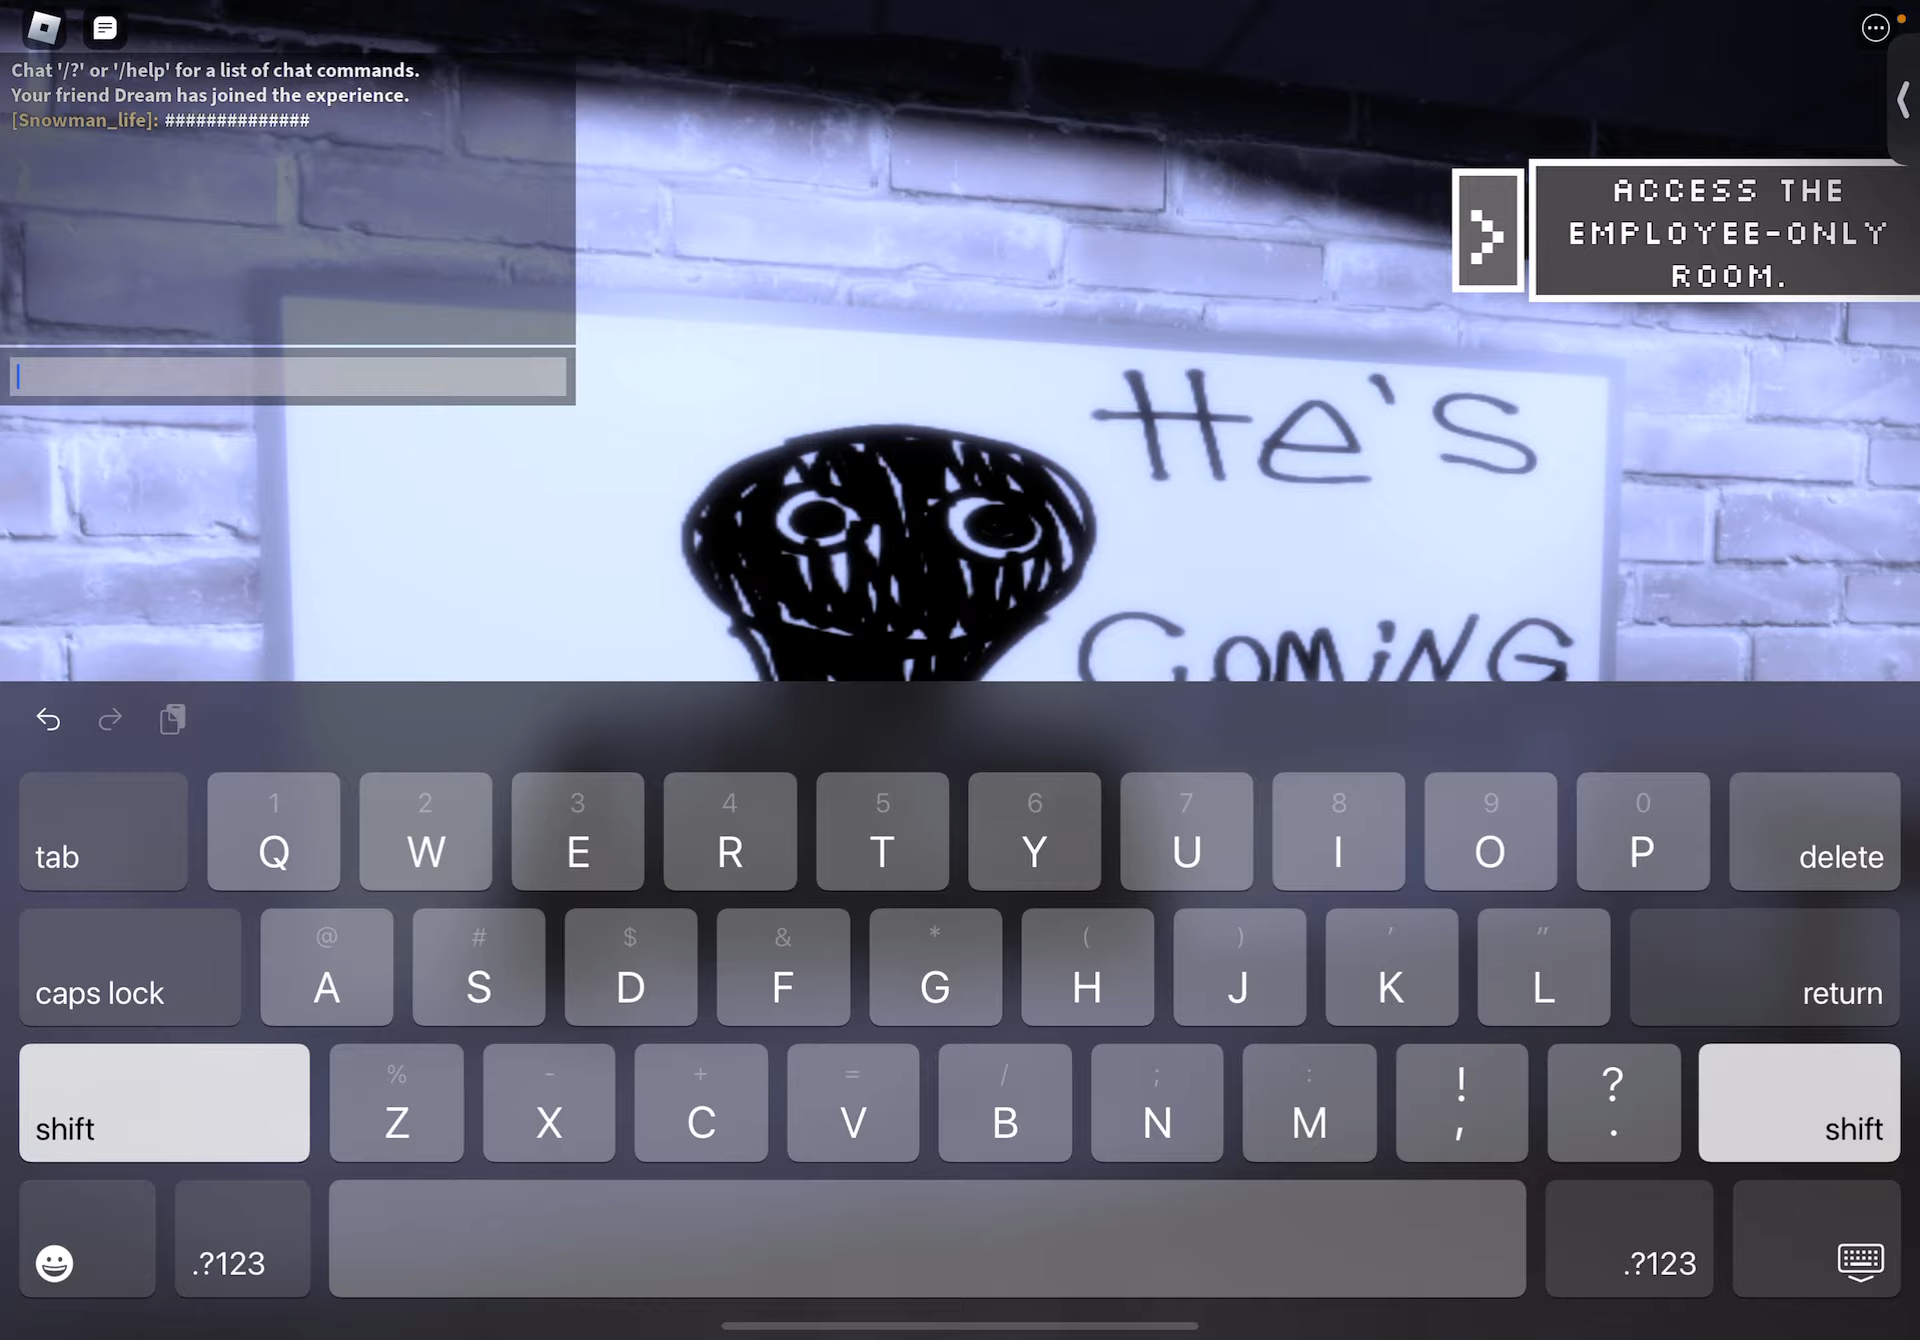 Chat '/?' or '/help' for a list of chat commands.
Your friend Dream has joined the experience.
[Snowman_life]: ##############
ACCESS THE
EMPLOYEE-ONLY
ROOM.
He's
COMING
tab
1 2 3 4 5 6 7 8 9 0
Q W E R T Y U I O P
delete
@ # $ & * ( ) ' "
caps lock
A S D F G H J K L
return
% - + = / ; : ! ?
shift
Z X C V B N M , .
shift
.?123
.?123